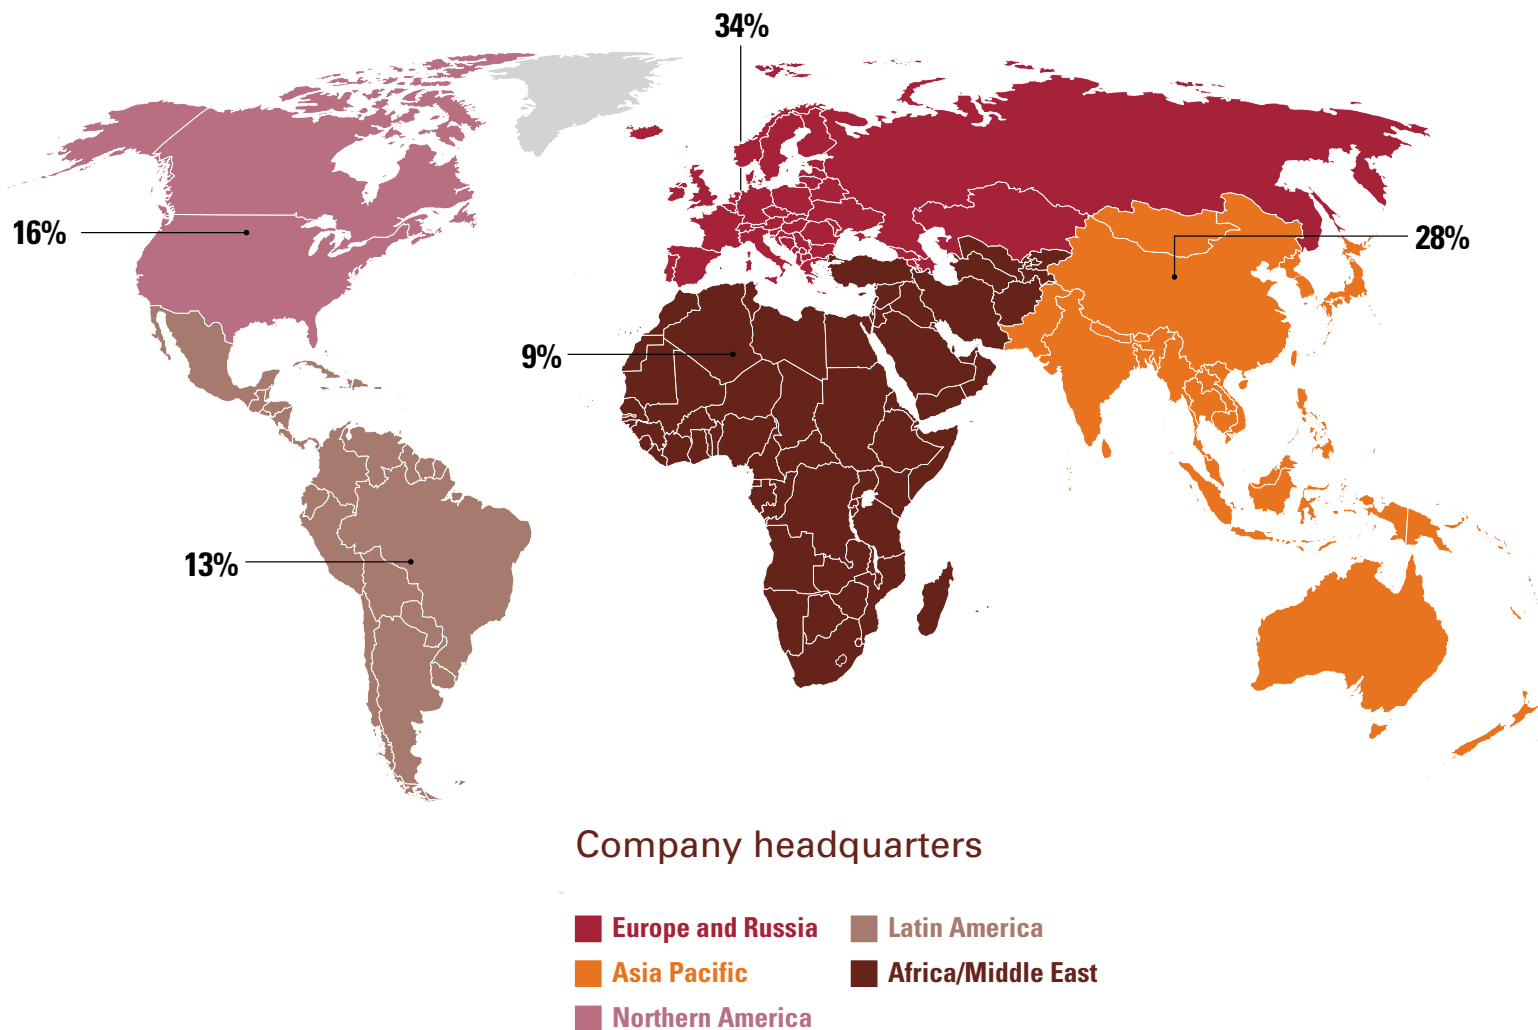 34%
16%
28%
9%
13%
Company headquarters
Europe and Russia
Latin America
Asia Pacific
Africa/Middle East
Northern America